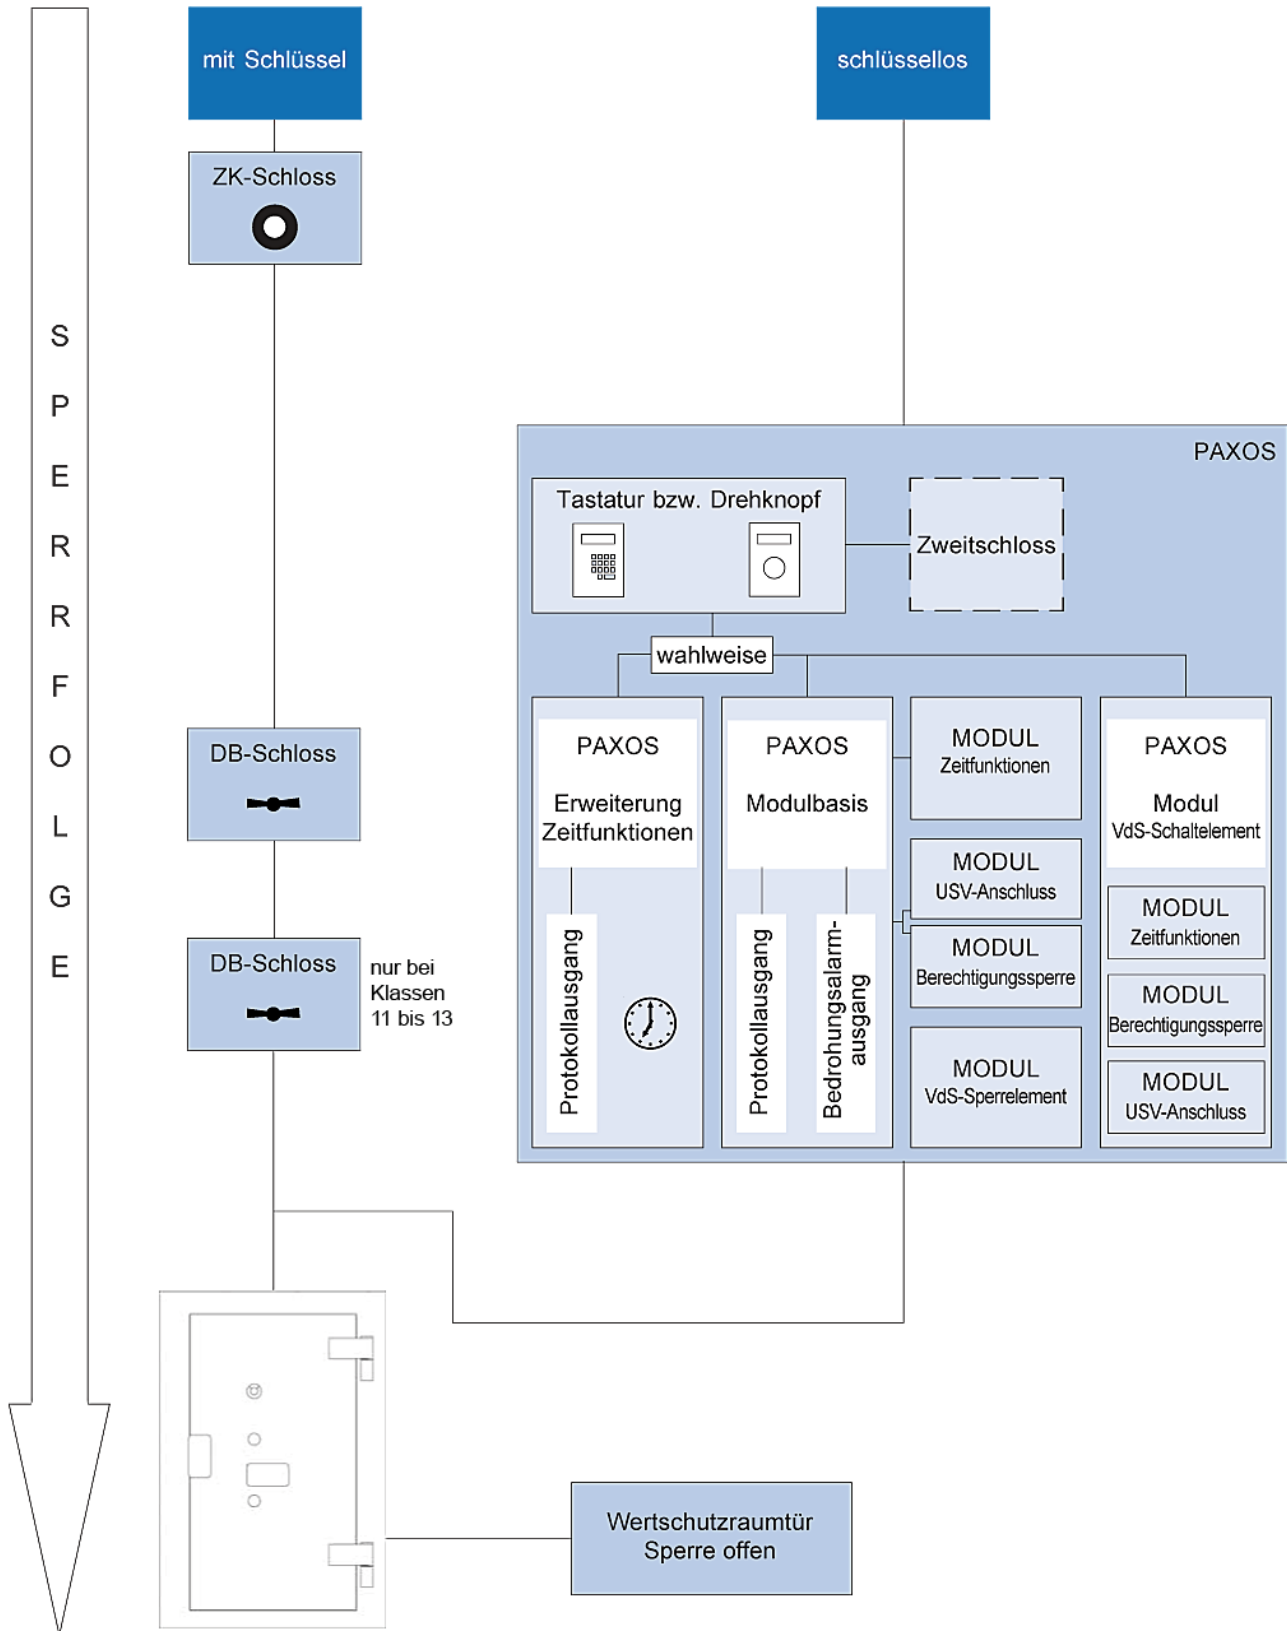 mit Schlüssel
schlüssellos
ZK-Schloss
SPERRFOLGE
PAXOS
Tastatur bzw. Drehknopf
Zweitschloss
wahlweise
DB-Schloss
DB-Schloss
nur bei
Klassen
11 bis 13
PAXOS
Erweiterung
Zeitfunktionen
Protokollausgang
PAXOS
Modulbasis
Protokollausgang
Bedrohungsalarm-
ausgang
MODUL
Zeitfunktionen
MODUL
USV-Anschluss
MODUL
Berechtigungssperre
MODUL
VdS-Sperrelement
PAXOS
Modul
VdS-Schaltelement
MODUL
Zeitfunktionen
MODUL
Berechtigungssperre
MODUL
USV-Anschluss
Wertschutzraumtür
Sperre offen